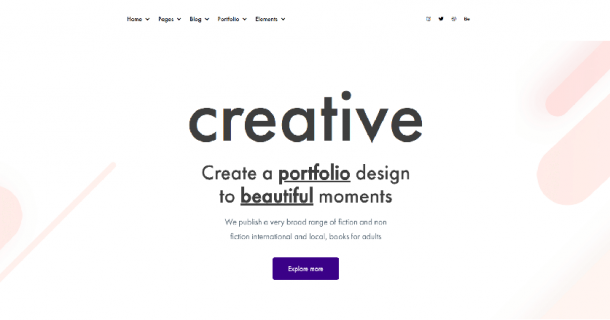 Home Pages Blog Portfolio Elements
creative
Create a portfolio design
to beautiful moments
We publish a very broad range of fiction and non
fiction international and local, books for adults
Explore more